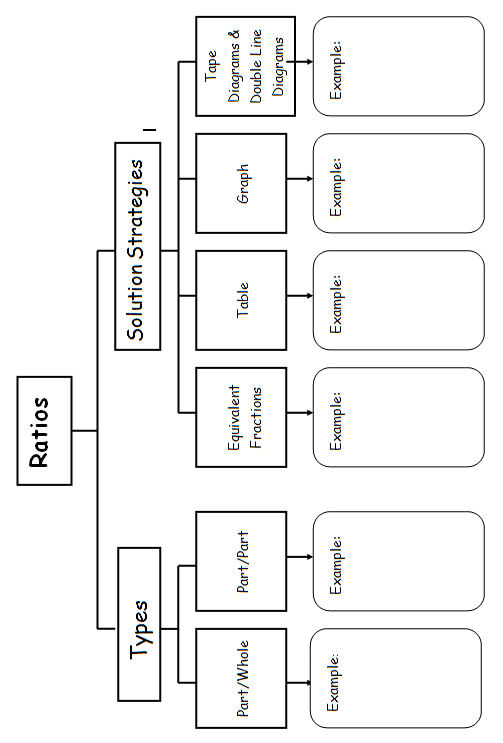 Ratios
Types
Solution Strategies
Part/Whole
Part/Part
Equivalent
Fractions
Table
Graph
Tape
Diagrams &
Double Line
Diagrams
Example:
Example:
Example:
Example:
Example:
Example: